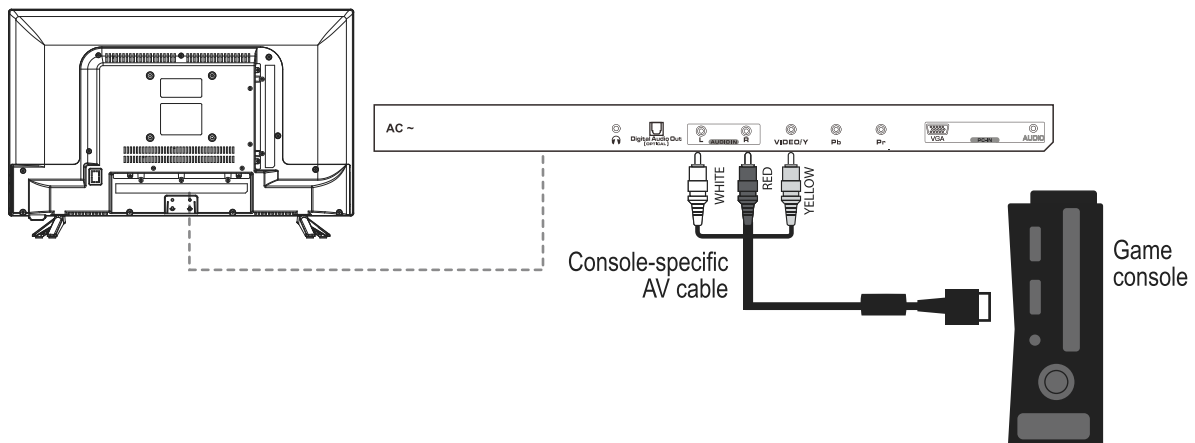 AC ~
Digital Audio Out
(OPTICAL)
L AUDIO IN R
VIDEO/Y
Pb
Pr
VGA
PC-IN
AUDIO
WHITE
RED
YELLOW
Console-specific
AV cable
Game
console